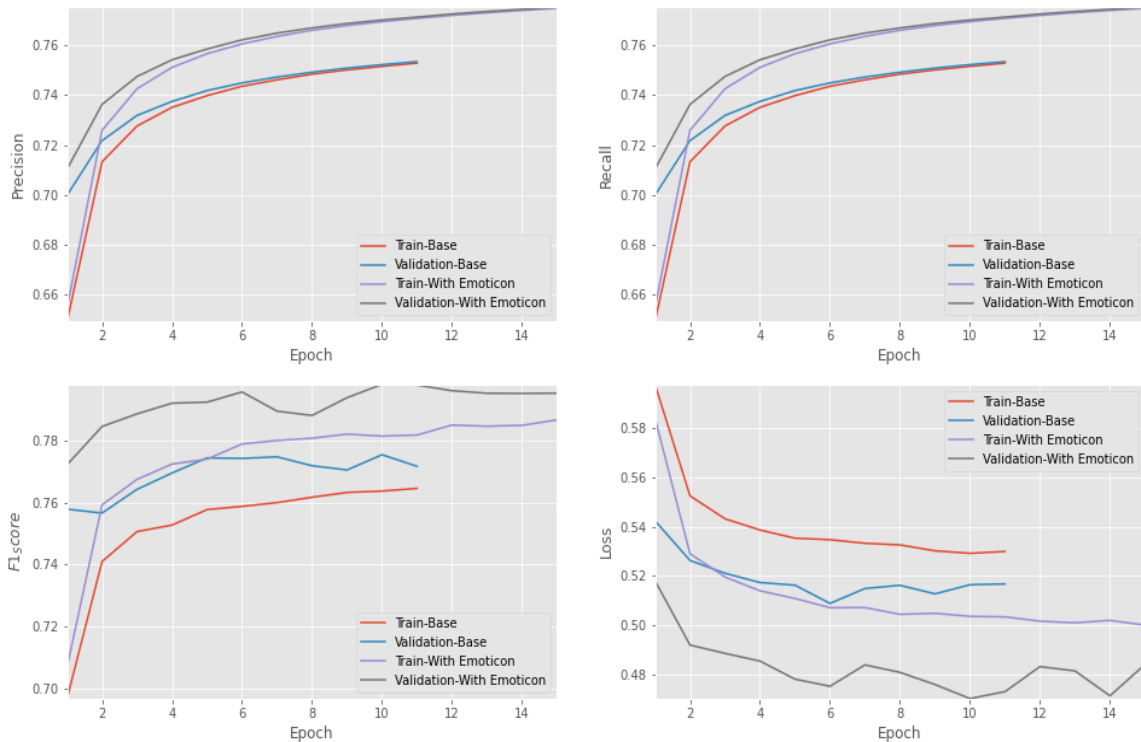 0.76
0.74
0.72
0.70
0.68
0.66
Precision
2 4 6 8 10 12 14
Epoch
Train-Base
Validation-Base
Train-With Emoticon
Validation-With Emoticon
0.76
0.74
0.72
0.70
0.68
0.66
Recall
2 4 6 8 10 12 14
Epoch
Train-Base
Validation-Base
Train-With Emoticon
Validation-With Emoticon
0.78
0.76
0.74
0.72
0.70
F1score
2 4 6 8 10 12 14
Epoch
Train-Base
Validation-Base
Train-With Emoticon
Validation-With Emoticon
0.58
0.56
0.54
0.52
0.50
0.48
Loss
2 4 6 8 10 12 14
Epoch
Train-Base
Validation-Base
Train-With Emoticon
Validation-With Emoticon